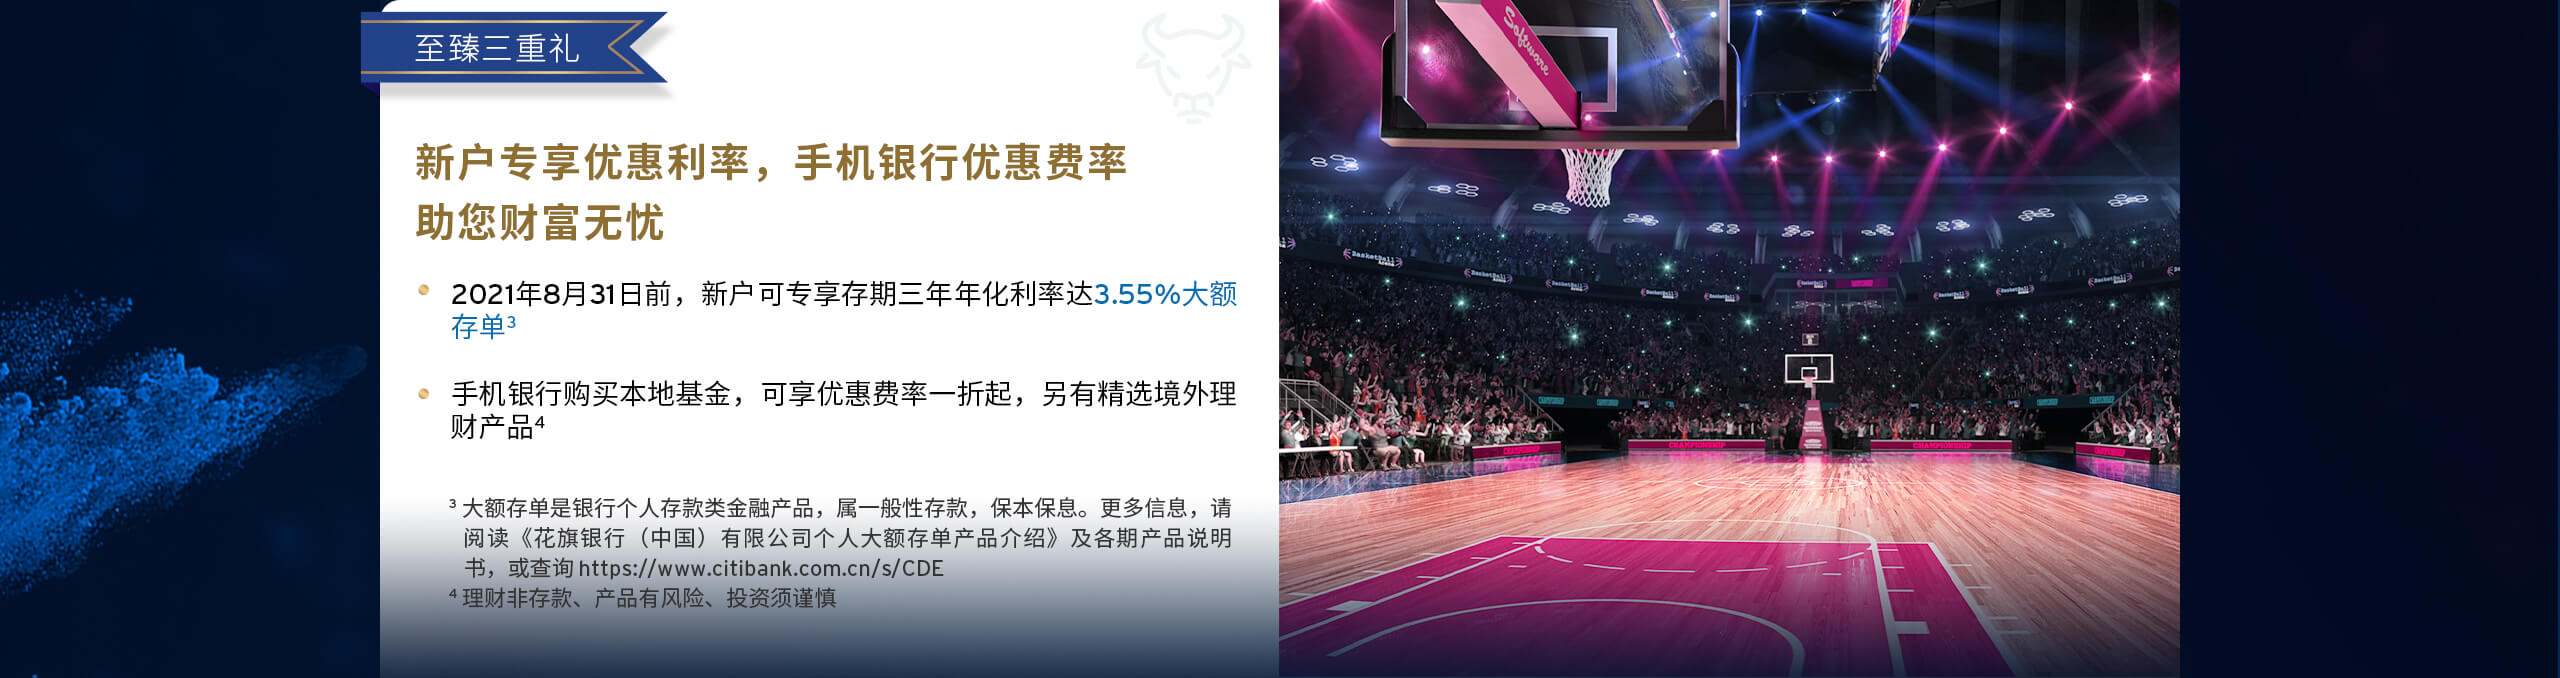 至臻三重礼
新户专享优惠利率，手机银行优惠费率
助您财富无忧
2021年8月31日前，新户可专享存期三年年化利率达3.55%大额
存单³
手机银行购买本地基金，可享优惠费率一折起，另有精选境外理
财产品⁴
³ 大额存单是银行个人存款类金融产品，属一般性存款，保本保息。更多信息，请
阅读《花旗银行（中国）有限公司个人大额存单产品介绍》及各期产品说明
书，或查询 https://www.citibank.com.cn/s/CDE
⁴ 理财非存款、产品有风险、投资须谨慎
Software
BasketBall
CHAMPIONSHIP
CHAMPIONSHIP